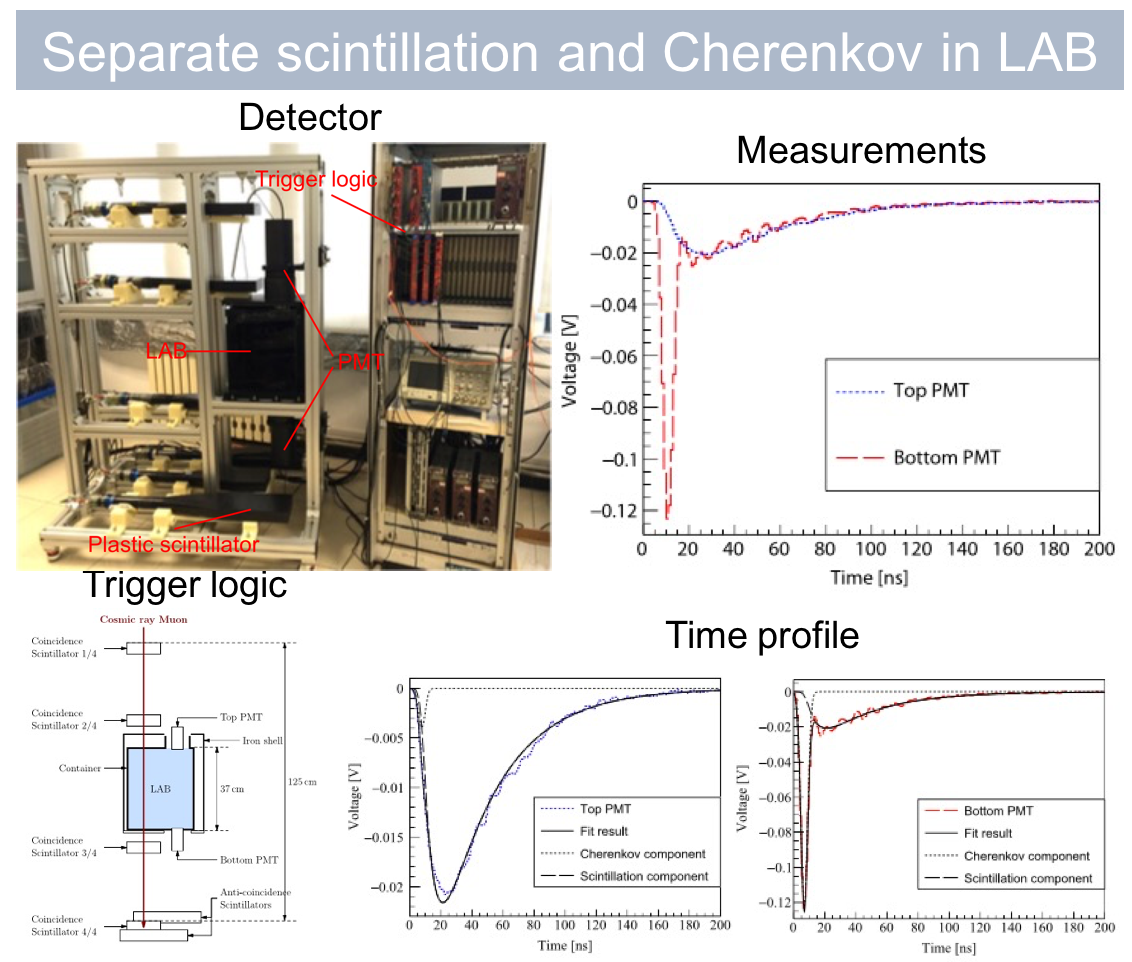 Separate scintillation and Cherenkov in LAB
Detector
Trigger logic
LAB
PMT
Plastic scintillator
Measurements
0
−0.02
−0.04
−0.06
−0.08
−0.1
−0.12
Voltage [V]
Top PMT
Bottom PMT
0 20 40 60 80 100 120 140 160 180 200
Time [ns]
Trigger logic
Cosmic ray Muon
Coincidence
Scintillator 1/4
Coincidence
Scintillator 2/4
Top PMT
Iron shell
Container
LAB
37 cm
125 cm
Coincidence
Scintillator 3/4
Bottom PMT
Anti-coincidence
Scintillators
Coincidence
Scintillator 4/4
Time profile
0
−0.005
−0.01
−0.015
−0.02
Voltage [V]
Top PMT
Fit result
Cherenkov component
Scintillation component
0 20 40 60 80 100 120 140 160 180 200
Time [ns]
0
−0.02
−0.04
−0.06
−0.08
−0.1
−0.12
Voltage [V]
Bottom PMT
Fit result
Cherenkov component
Scintillation component
0 20 40 60 80 100 120 140 160 180 200
Time [ns]